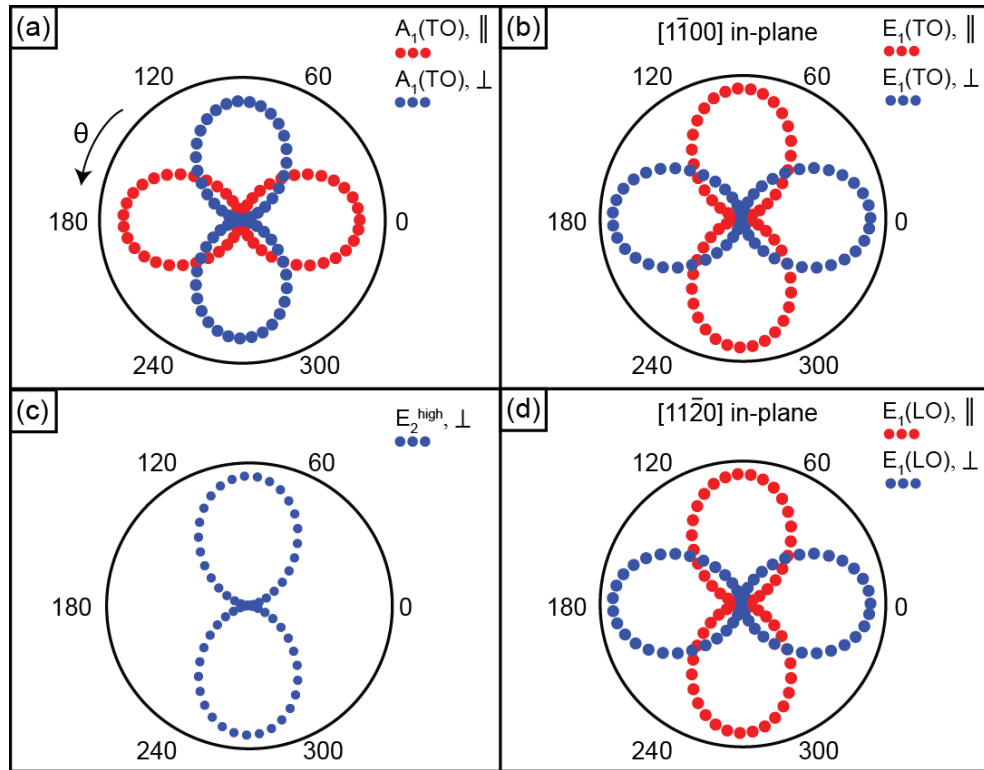 (a)
A₁(TO), ∥
A₁(TO), ⊥
120 60
θ
180 0
240 300
(b)
[11̄00] in-plane
E₁(TO), ∥
E₁(TO), ⊥
120 60
180 0
240 300
(c)
E₂ʰⁱᵍʰ, ⊥
120 60
180 0
240 300
(d)
[112̄0] in-plane
E₁(LO), ∥
E₁(LO), ⊥
120 60
180 0
240 300